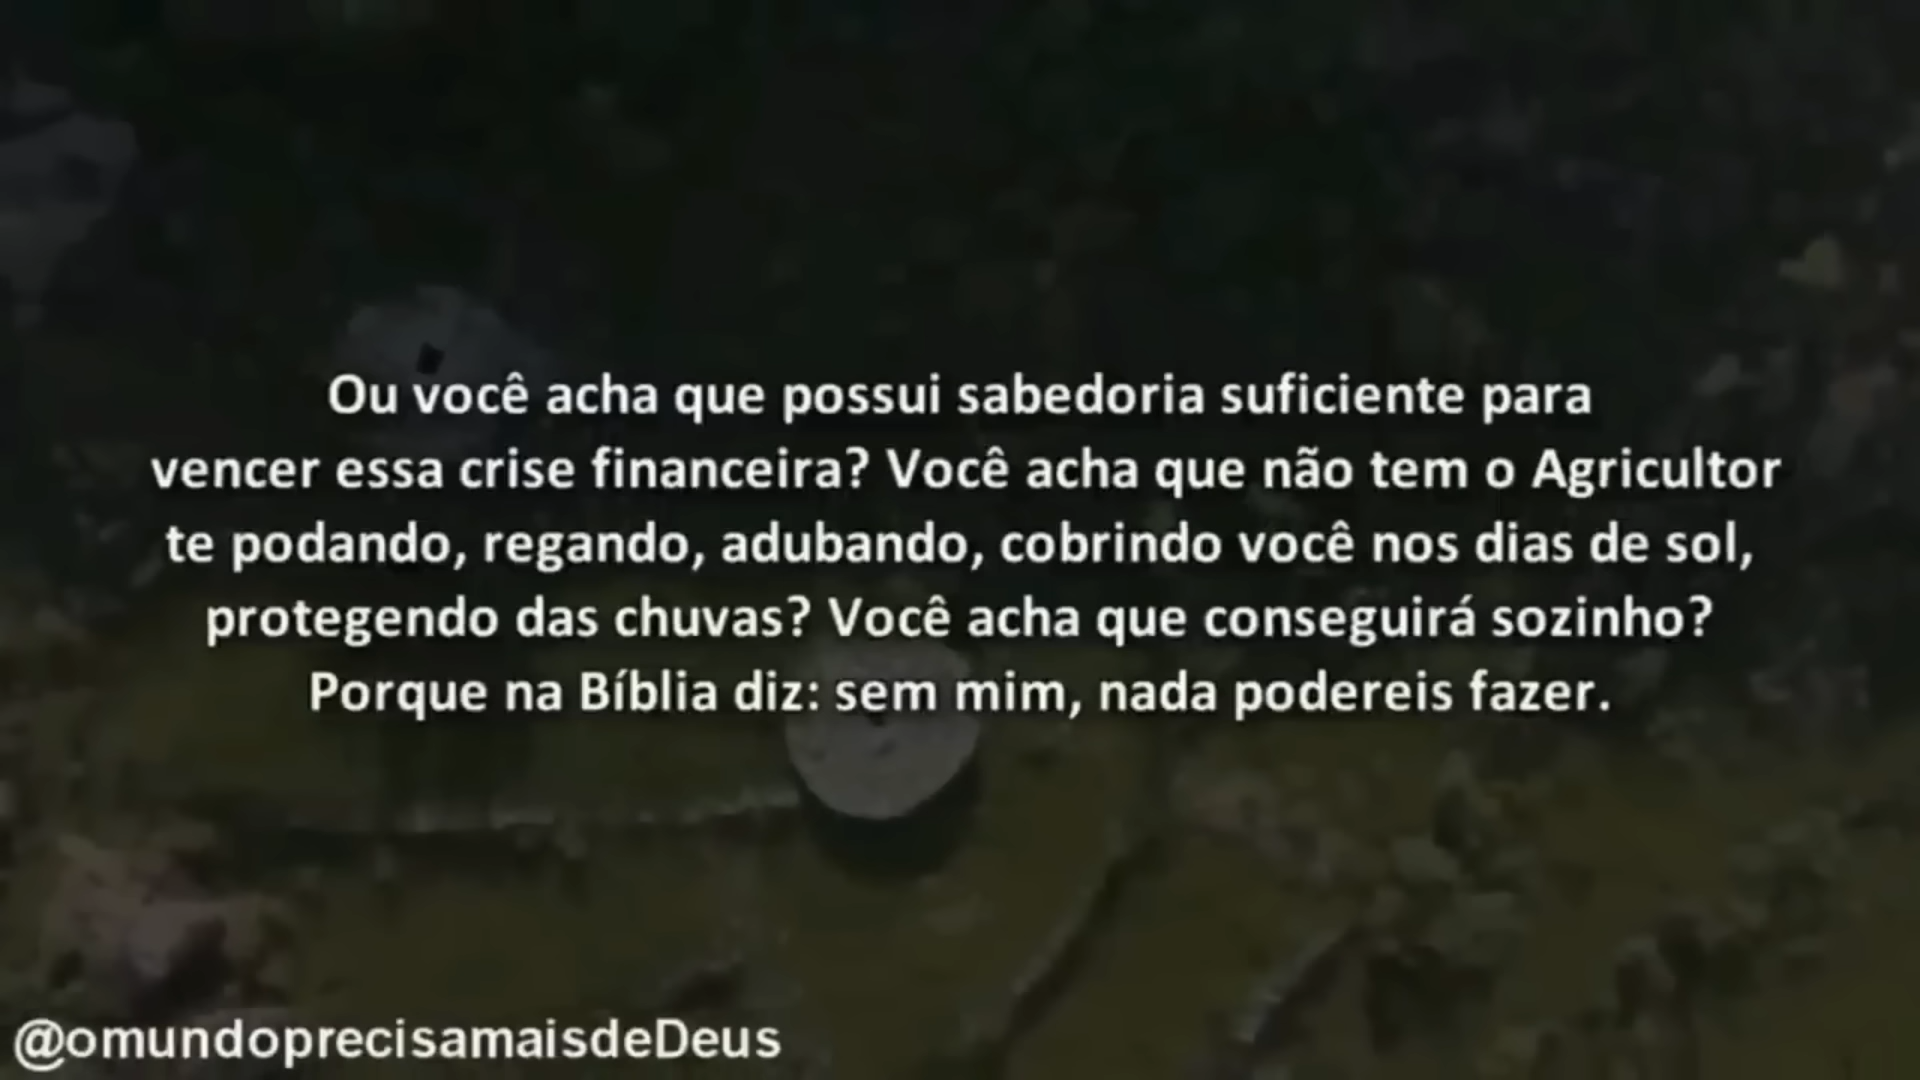 Ou você acha que possui sabedoria suficiente para
vencer essa crise financeira? Você acha que não tem o Agricultor
te podando, regando, adubando, cobrindo você nos dias de sol,
protegendo das chuvas? Você acha que conseguirá sozinho?
Porque na Bíblia diz: sem mim, nada podereis fazer.
@omundoprecisamaisdeDeus